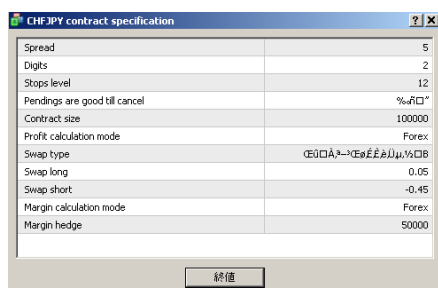 CHFJPY contract specification
Spread 5
Digits 2
Stops level 12
Pendings are good till cancel
Contract size 100000
Profit calculation mode Forex
Swap type
Swap long 0.05
Swap short -0.45
Margin calculation mode Forex
Margin hedge 50000
終値